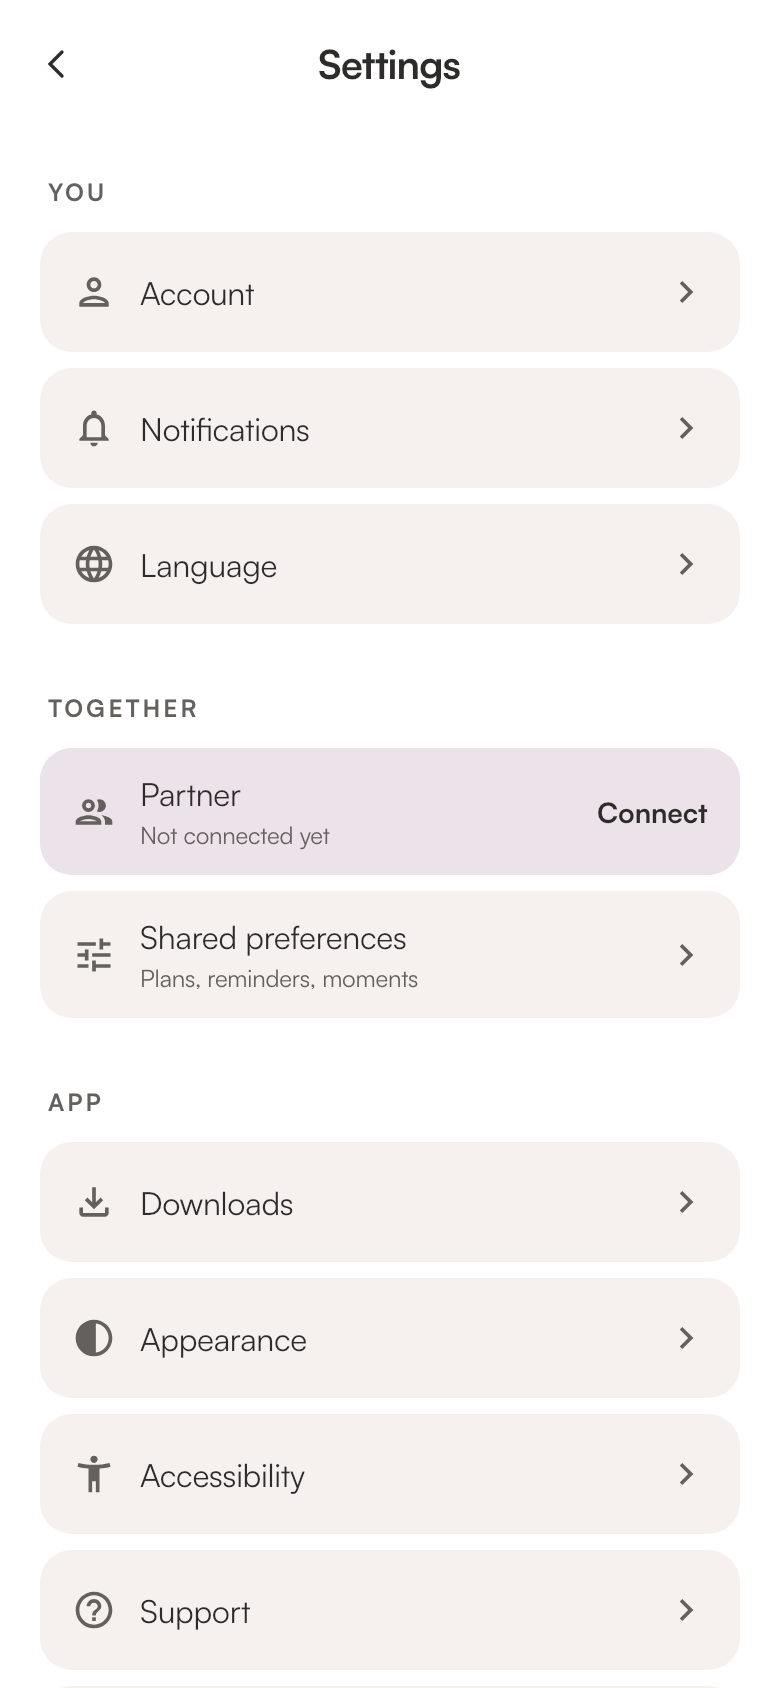 Settings
YOU
Account
Notifications
Language
TOGETHER
Partner
Not connected yet
Connect
Shared preferences
Plans, reminders, moments
APP
Downloads
Appearance
Accessibility
Support